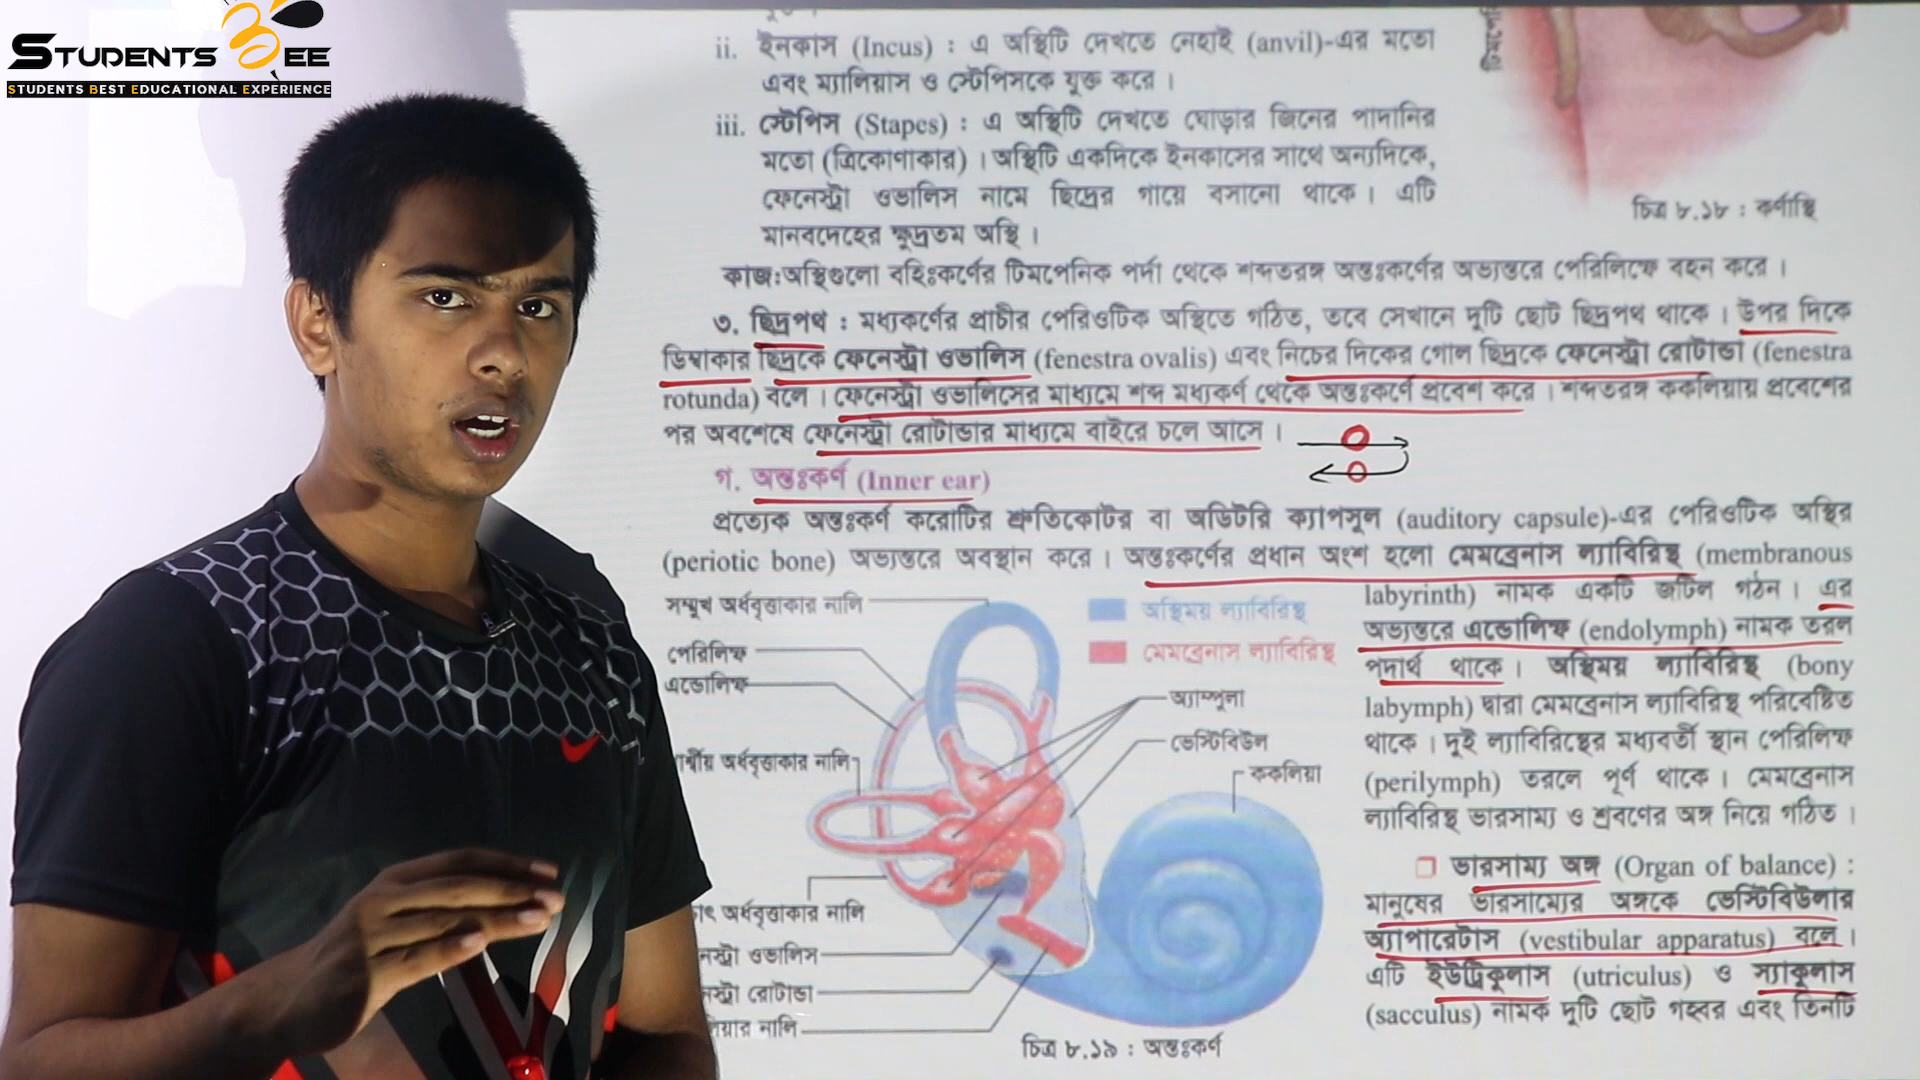 STUDENTS BEE
STUDENTS BEST EDUCATIONAL EXPERIENCE
ii. ইনকাস (Incus) : এ অস্থিটি দেখতে নেহাই (anvil)-এর মতো
এবং ম্যালিয়াস ও স্টেপিসকে যুক্ত করে ।
iii. স্টেপিস (Stapes) : এ অস্থিটি দেখতে ঘোড়ার জিনের পাদানির
মতো (ত্রিকোণাকার) । অস্থিটি একদিকে ইনকাসের সাথে অন্যদিকে,
ফেনেস্ট্রা ওভালিস নামে ছিদ্রের গায়ে বসানো থাকে । এটি
মানবদেহের ক্ষুদ্রতম অস্থি ।
চিত্র ৮.১৮ : কর্ণাস্থি
কাজ:অস্থিগুলো বহিঃকর্ণের টিমপেনিক পর্দা থেকে শব্দতরঙ্গ অন্তঃকর্ণের অভ্যন্তরে পেরিলিম্ফে বহন করে ।
৩. ছিদ্রপথ : মধ্যকর্ণের প্রাচীর পেরিওটিক অস্থিতে গঠিত, তবে সেখানে দুটি ছোট ছিদ্রপথ থাকে । উপর দিকে
ডিম্বাকার ছিদ্রকে ফেনেস্ট্রা ওভালিস (fenestra ovalis) এবং নিচের দিকের গোল ছিদ্রকে ফেনেস্ট্রা রোটান্ডা (fenestra
rotunda) বলে । ফেনেস্ট্রা ওভালিসের মাধ্যমে শব্দ মধ্যকর্ণ থেকে অন্তঃকর্ণে প্রবেশ করে । শব্দতরঙ্গ ককলিয়ায় প্রবেশের
পর অবশেষে ফেনেস্ট্রা রোটান্ডার মাধ্যমে বাইরে চলে আসে ।
গ. অন্তঃকর্ণ (Inner ear)
প্রত্যেক অন্তঃকর্ণ করোটির শ্রুতিকোটর বা অডিটরি ক্যাপসুল (auditory capsule)-এর পেরিওটিক অস্থির
(periotic bone) অভ্যন্তরে অবস্থান করে । অন্তঃকর্ণের প্রধান অংশ হলো মেমব্রেনাস ল্যাবিরিন্থ (membranous
labyrinth) নামক একটি জটিল গঠন । এর
অভ্যন্তরে এন্ডোলিম্ফ (endolymph) নামক তরল
পদার্থ থাকে । অস্থিময় ল্যাবিরিন্থ (bony
labymph) দ্বারা মেমব্রেনাস ল্যাবিরিন্থ পরিবেষ্টিত
থাকে । দুই ল্যাবিরিন্থের মধ্যবর্তী স্থান পেরিলিম্ফ
(perilymph) তরলে পূর্ণ থাকে । মেমব্রেনাস
ল্যাবিরিন্থ ভারসাম্য ও শ্রবণের অঙ্গ নিয়ে গঠিত ।
❒ ভারসাম্য অঙ্গ (Organ of balance) :
মানুষের ভারসাম্যের অঙ্গকে ভেস্টিবিউলার
অ্যাপারেটাস (vestibular apparatus) বলে ।
এটি ইউট্রিকুলাস (utriculus) ও স্যাকুলাস
(sacculus) নামক দুটি ছোট গহ্বর এবং তিনটি
সম্মুখ অর্ধবৃত্তাকার নালি
পেরিলিম্ফ
এন্ডোলিম্ফ
র্শ্বীয় অর্ধবৃত্তাকার নালি
াৎ অর্ধবৃত্তাকার নালি
নস্ট্রা ওভালিস
নস্ট্রা রোটান্ডা
লিয়ার নালি
অস্থিময় ল্যাবিরিন্থ
মেমব্রেনাস ল্যাবিরিন্থ
অ্যাম্পুলা
ভেস্টিবিউল
ককলিয়া
চিত্র ৮.১৯ : অন্তঃকর্ণ